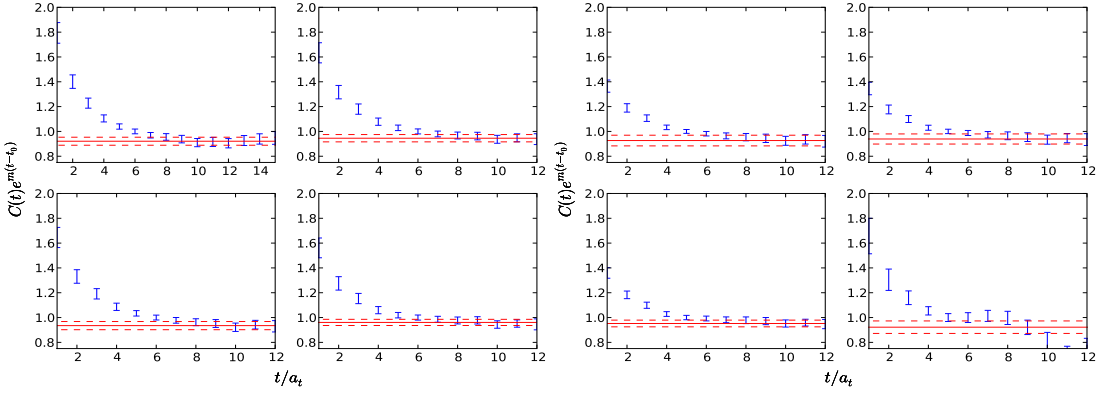 2.0 2.0 2.0 2.0
1.8 1.8 1.8 1.8
1.6 1.6 1.6 1.6
1.4 1.4 1.4 1.4
1.2 1.2 1.2 1.2
1.0 1.0 1.0 1.0
0.8 0.8 0.8 0.8
2 4 6 8 10 12 14 2 4 6 8 10 12 2 4 6 8 10 12 2 4 6 8 10 12
C(t)e^{m(t−t_0)} C(t)e^{m(t−t_0)}
2.0 2.0 2.0 2.0
1.8 1.8 1.8 1.8
1.6 1.6 1.6 1.6
1.4 1.4 1.4 1.4
1.2 1.2 1.2 1.2
1.0 1.0 1.0 1.0
0.8 0.8 0.8 0.8
2 4 6 8 10 12 2 4 6 8 10 12 2 4 6 8 10 12 2 4 6 8 10 12
t/a_t t/a_t